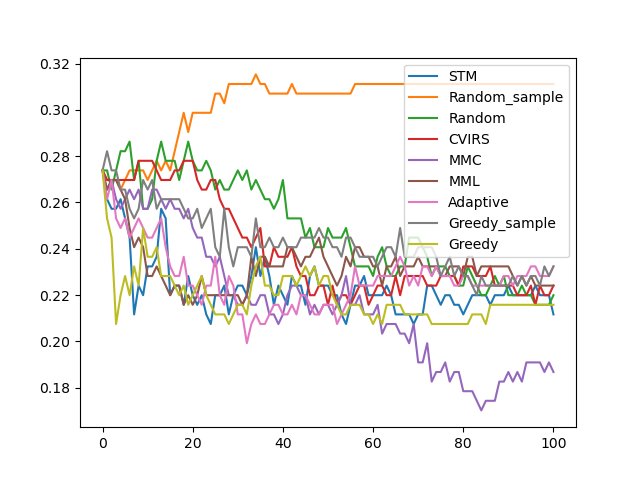 0.32
0.30
0.28
0.26
0.24
0.22
0.20
0.18
0
20
40
60
80
100
STM
Random_sample
Random
CVIRS
MMC
MML
Adaptive
Greedy_sample
Greedy